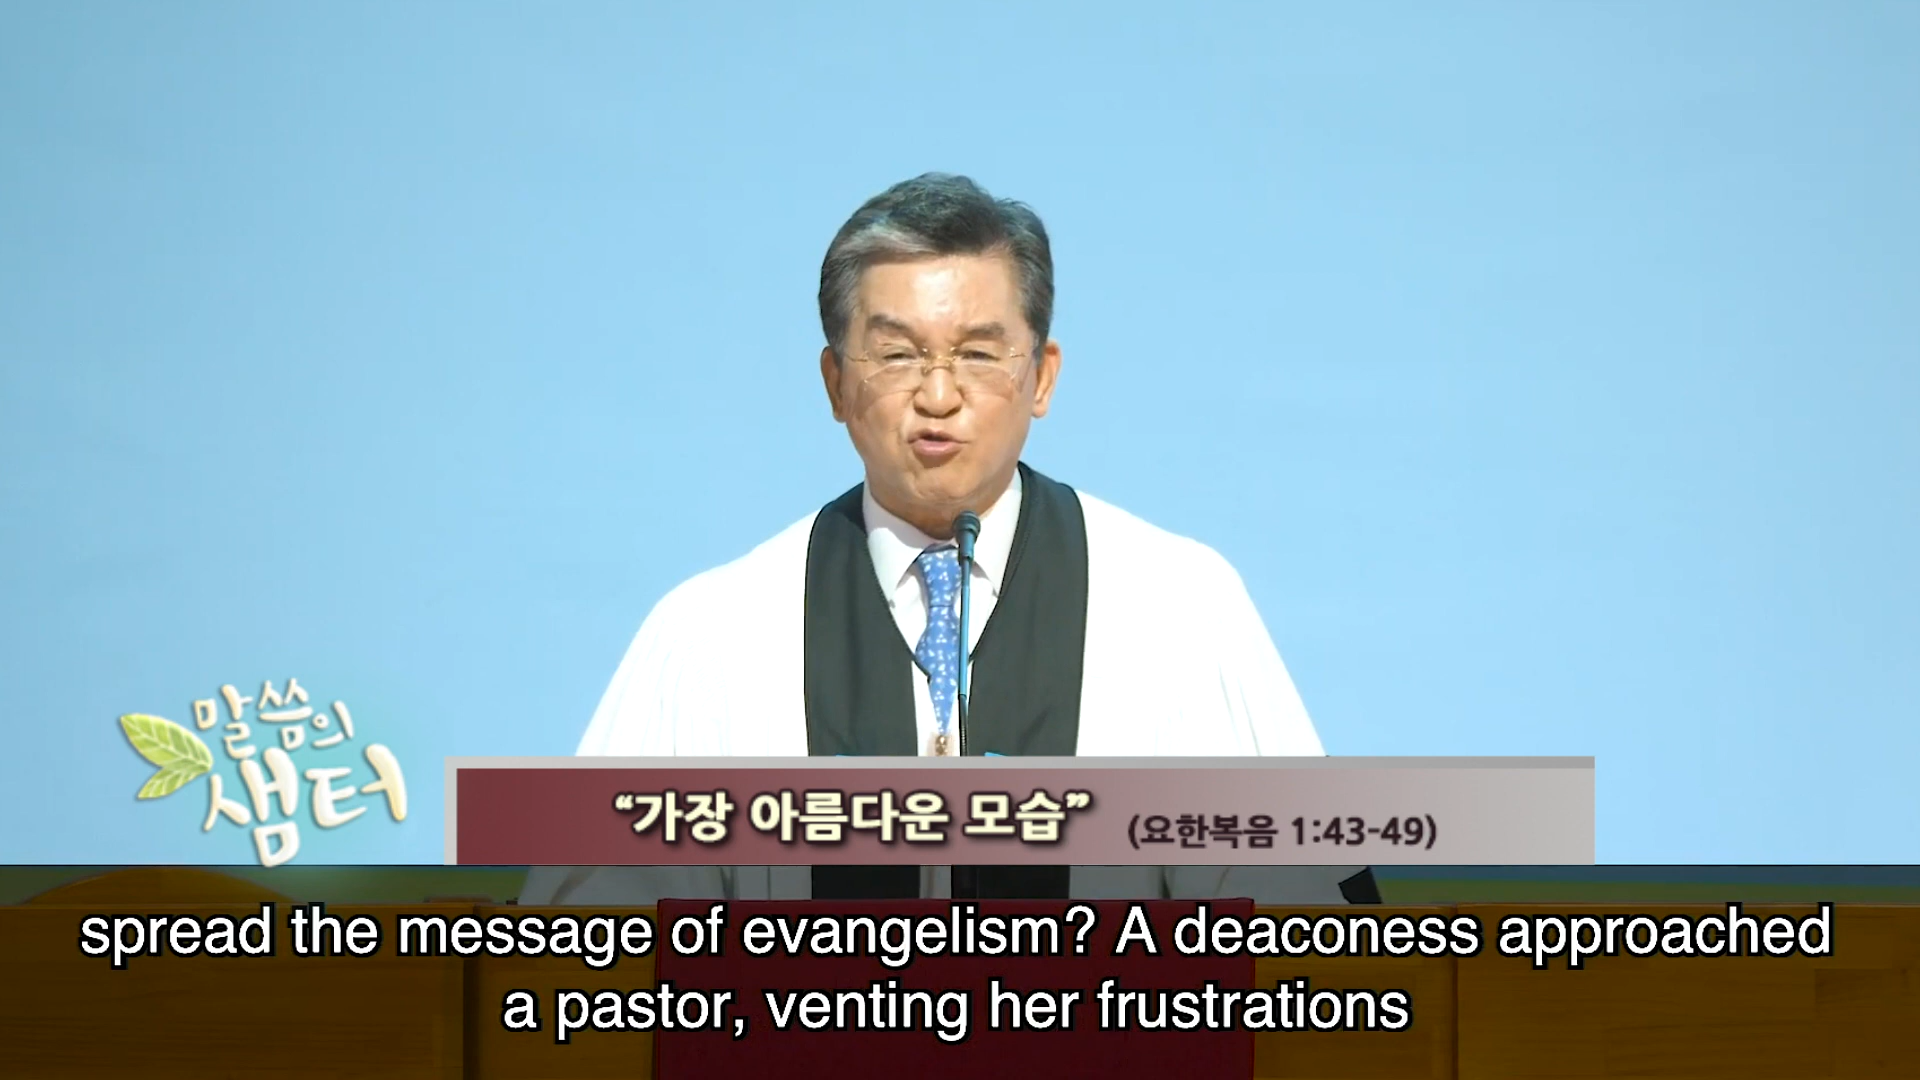 말씀의
샘터
“가장 아름다운 모습” (요한복음 1:43-49)
spread the message of evangelism? A deaconess approached
a pastor, venting her frustrations